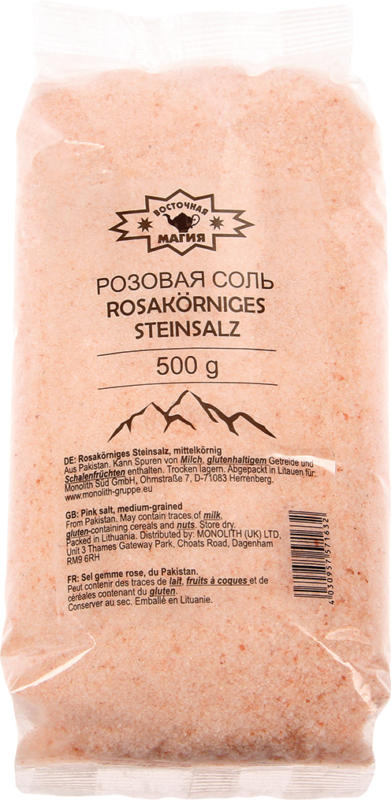 ВОСТОЧНАЯ
МАГИЯ
РОЗОВАЯ СОЛЬ
ROSAKÖRNIGES
STEINSALZ
500 g
DE: Rosakörniges Steinsalz, mittelkörnig
Aus Pakistan. Kann Spuren von Milch, glutenhaltigem Getreide und
Schalenfrüchten enthalten. Trocken lagern. Abgepackt in Litauen für:
Monolith Süd GmbH, Ohmstraße 7, D-71083 Herrenberg.
www.monolith-gruppe.eu
GB: Pink salt, medium-grained
From Pakistan. May contain traces of milk,
gluten-containing cereals and nuts. Store dry.
Packed in Lithuania. Distributed by: MONOLITH (UK) LTD,
Unit 3 Thames Gateway Park, Choats Road, Dagenham
RM9 6RH
FR: Sel gemme rose, du Pakistan.
Peut contenir des traces de lait, fruits à coques et de
céréales contenant du gluten.
Conserver au sec. Emballé en Lituanie.
4 030957 571632